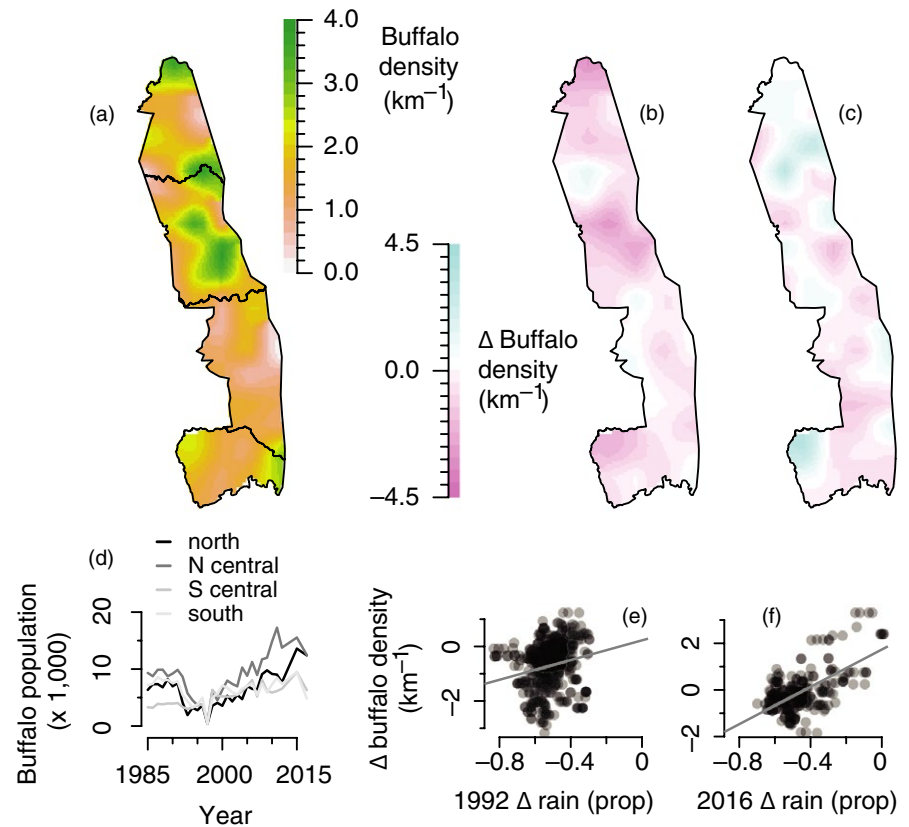 (a)
4.0
3.0
2.0
1.0
0.0
Buffalo
density
(km⁻¹)
(b)
(c)
4.5
0.0
−4.5
Δ Buffalo
density
(km⁻¹)
(d)
north
N central
S central
south
Buffalo population
(x 1,000)
20
10
0
1985
2000
2015
Year
(e)
Δ buffalo density
(km⁻¹)
0
−2
−0.8
−0.4
0
1992 Δ rain (prop)
(f)
2
0
−2
−0.8
−0.4
0
2016 Δ rain (prop)